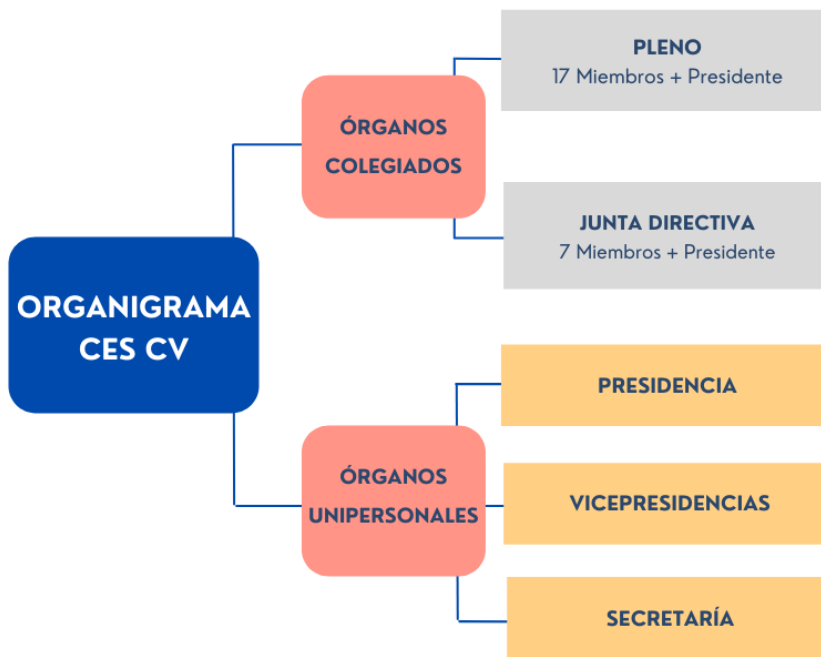 ORGANIGRAMA
CES CV
ÓRGANOS
COLEGIADOS
PLENO
17 Miembros + Presidente
JUNTA DIRECTIVA
7 Miembros + Presidente
ÓRGANOS
UNIPERSONALES
PRESIDENCIA
VICEPRESIDENCIAS
SECRETARÍA